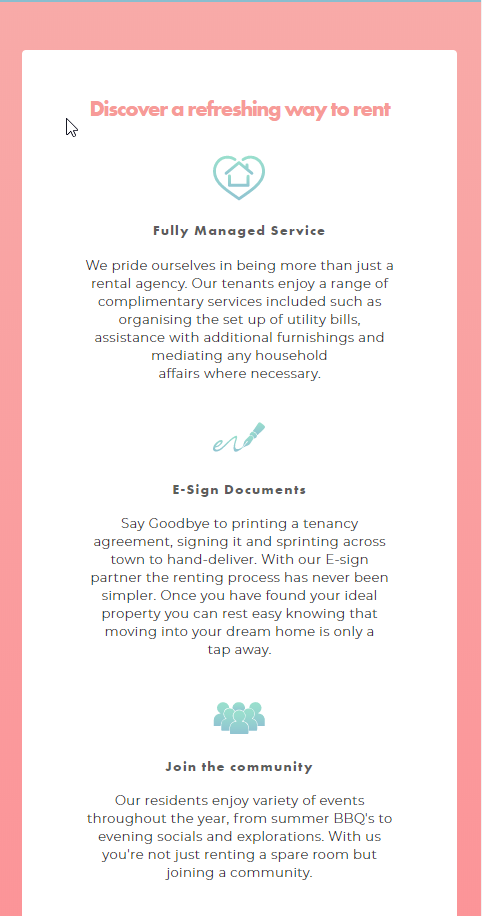 Discover a refreshing way to rent
Fully Managed Service
We pride ourselves in being more than just a
rental agency. Our tenants enjoy a range of
complimentary services included such as
organising the set up of utility bills,
assistance with additional furnishings and
mediating any household
affairs where necessary.
E-Sign Documents
Say Goodbye to printing a tenancy
agreement, signing it and sprinting across
town to hand-deliver. With our E-sign
partner the renting process has never been
simpler. Once you have found your ideal
property you can rest easy knowing that
moving into your dream home is only a
tap away.
Join the community
Our residents enjoy variety of events
throughout the year, from summer BBQ's to
evening socials and explorations. With us
you're not just renting a spare room but
joining a community.